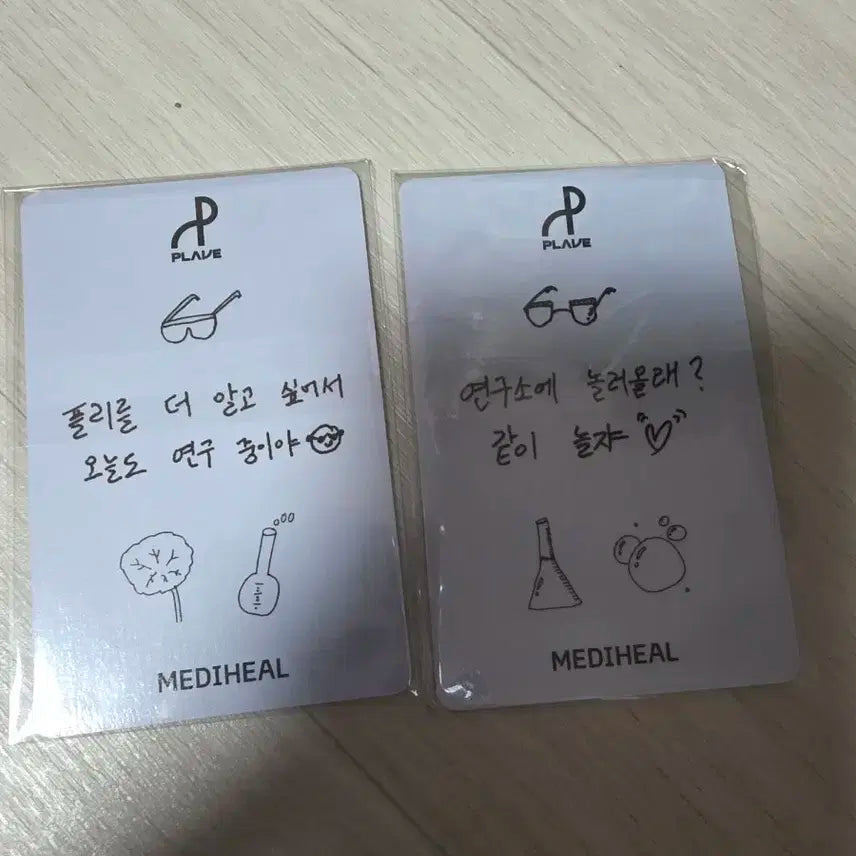 PLAVE
플리를 더 알고 싶어서
오늘도 연구 중이야
MEDIHEAL
PLAVE
연구소에 놀러올래?
같이 놀쟈
MEDIHEAL